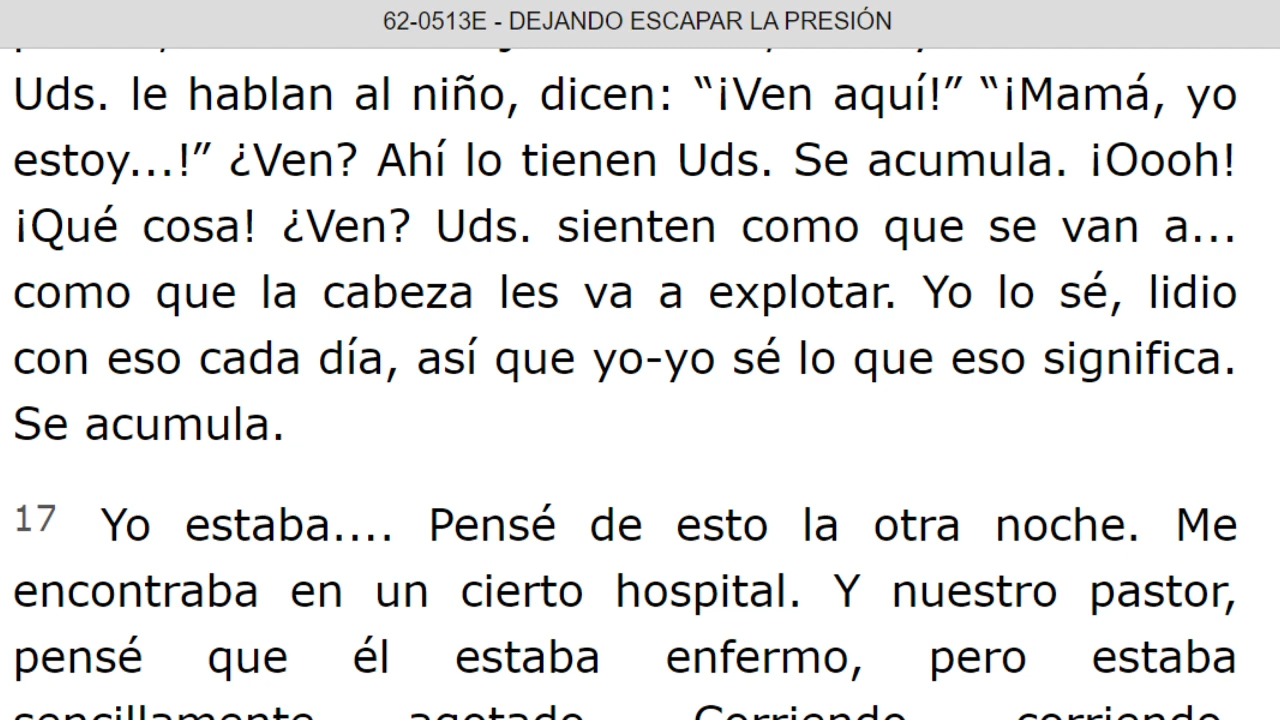 62-0513E - DEJANDO ESCAPAR LA PRESIÓN
Uds. le hablan al niño, dicen: “¡Ven aquí!” “¡Mamá, yo
estoy...!” ¿Ven? Ahí lo tienen Uds. Se acumula. ¡Oooh!
¡Qué cosa! ¿Ven? Uds. sienten como que se van a...
como que la cabeza les va a explotar. Yo lo sé, lidio
con eso cada día, así que yo-yo sé lo que eso significa.
Se acumula.
17 Yo estaba.... Pensé de esto la otra noche. Me
encontraba en un cierto hospital. Y nuestro pastor,
pensé que él estaba enfermo, pero estaba
sencillamente agotado. Corriendo, corriendo,